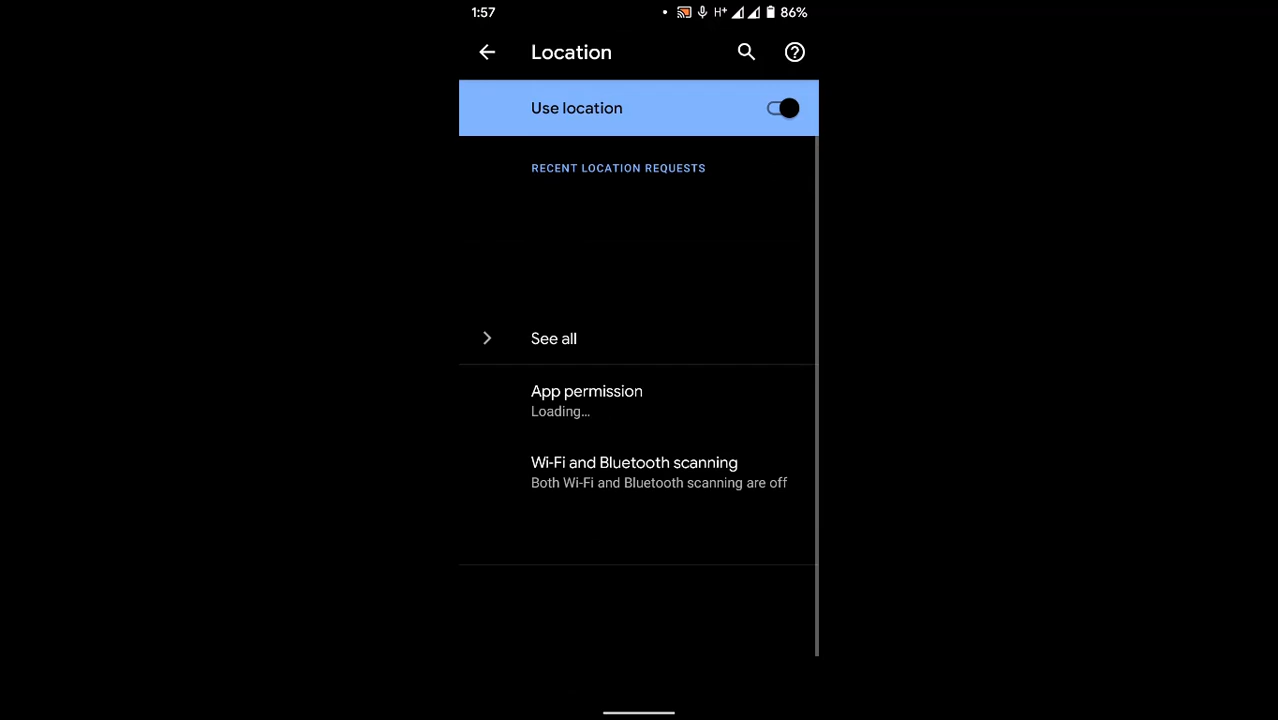 1:57
H+
86%
Location
Use location
RECENT LOCATION REQUESTS
See all
App permission
Loading...
Wi-Fi and Bluetooth scanning
Both Wi-Fi and Bluetooth scanning are off